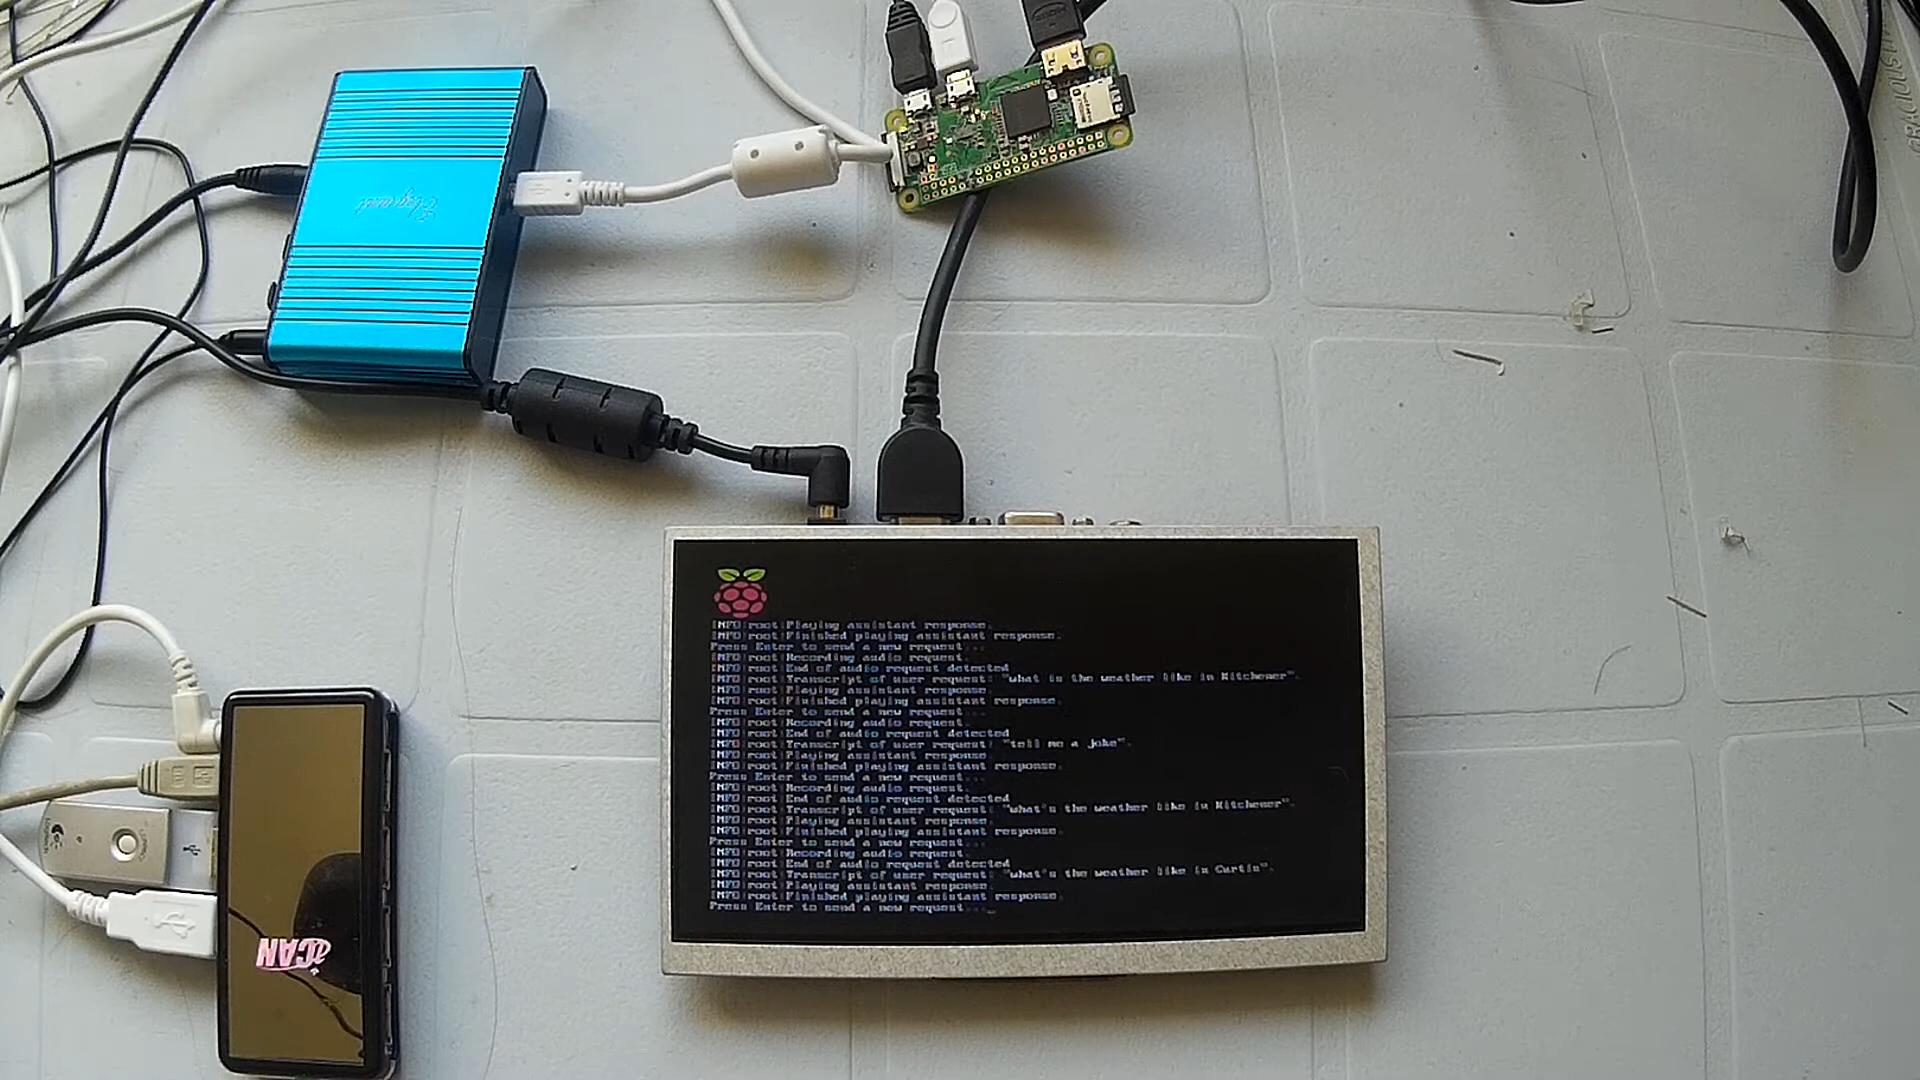 Elegant
INFO:root:Playing assistant response.
INFO:root:Finished playing assistant response.
Press Enter to send a new request...
INFO:root:Recording audio request.
INFO:root:End of audio request detected
INFO:root:Transcript of user request: "what is the weather like in Kitchener".
INFO:root:Playing assistant response.
INFO:root:Finished playing assistant response.
Press Enter to send a new request...
INFO:root:Recording audio request.
INFO:root:End of audio request detected
INFO:root:Transcript of user request: "tell me a joke".
INFO:root:Playing assistant response.
INFO:root:Finished playing assistant response.
Press Enter to send a new request...
INFO:root:Recording audio request.
INFO:root:End of audio request detected
INFO:root:Transcript of user request: "what's the weather like in Kitchener".
INFO:root:Playing assistant response.
INFO:root:Finished playing assistant response.
Press Enter to send a new request...
INFO:root:Recording audio request.
INFO:root:End of audio request detected
INFO:root:Transcript of user request: "what's the weather like in Curtin".
INFO:root:Playing assistant response.
INFO:root:Finished playing assistant response.
Press Enter to send a new request..._
iCAN